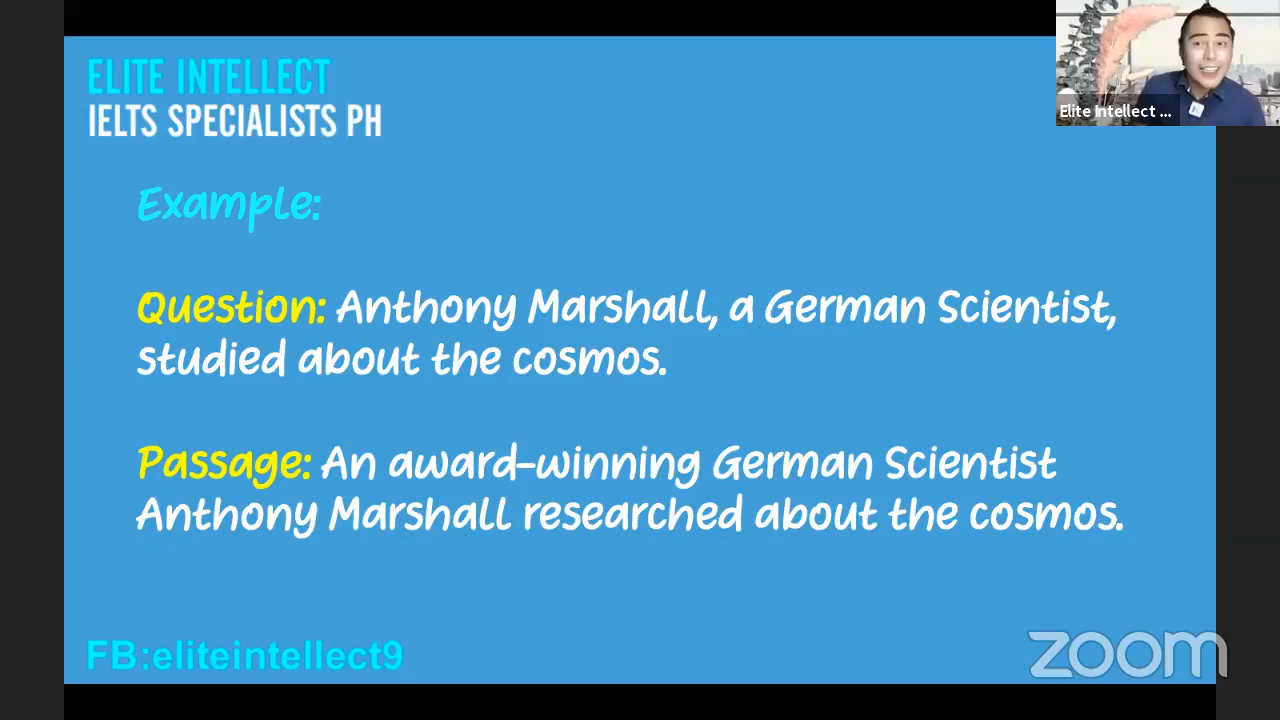 ELITE INTELLECT
IELTS SPECIALISTS PH
Elite Intellect ...
Example:
Question: Anthony Marshall, a German Scientist,
studied about the cosmos.
Passage: An award-winning German Scientist
Anthony Marshall researched about the cosmos.
FB:eliteintellect9
zoom